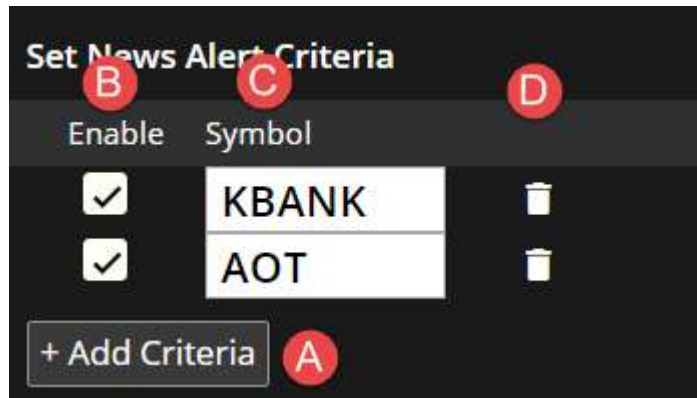 Set News Alert Criteria
B C D
Enable Symbol
KBANK
AOT
+ Add Criteria A